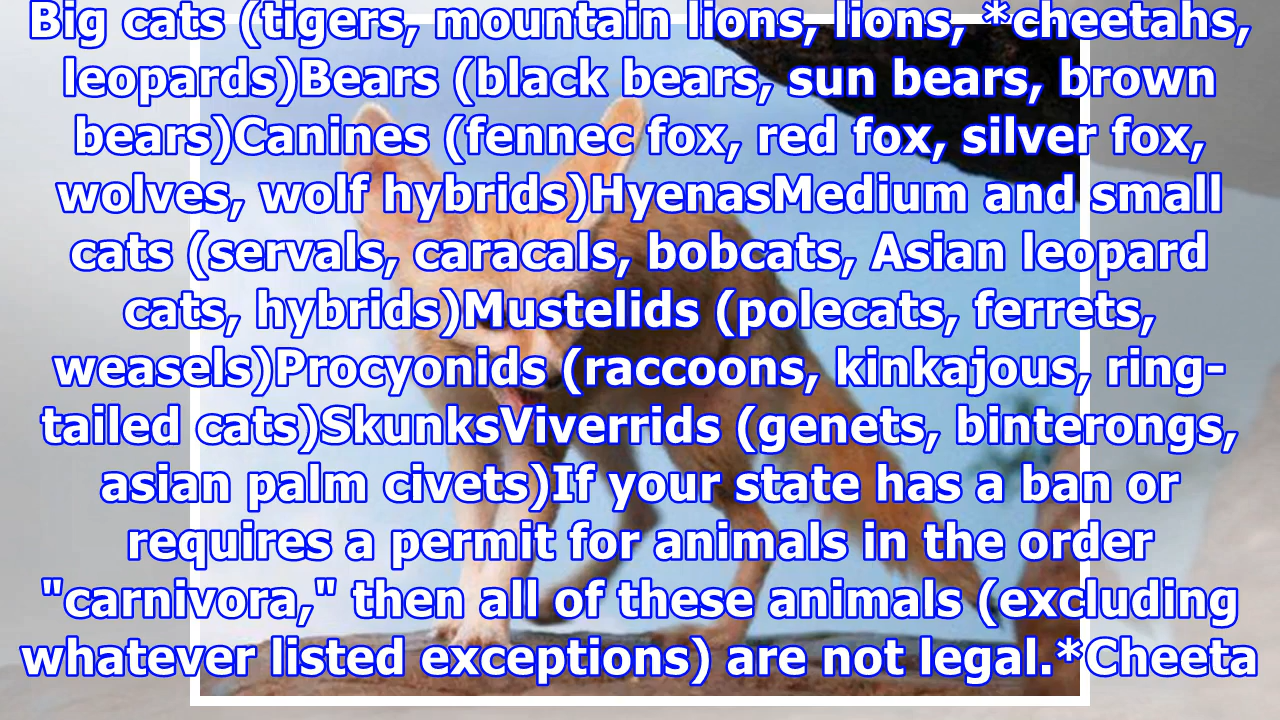 Big cats (tigers, mountain lions, lions, *cheetahs,
leopards)Bears (black bears, sun bears, brown
bears)Canines (fennec fox, red fox, silver fox,
wolves, wolf hybrids)HyenasMedium and small
cats (servals, caracals, bobcats, Asian leopard
cats, hybrids)Mustelids (polecats, ferrets,
weasels)Procyonids (raccoons, kinkajous, ring-
tailed cats)SkunksViverrids (genets, binterongs,
asian palm civets)If your state has a ban or
requires a permit for animals in the order
"carnivora," then all of these animals (excluding
whatever listed exceptions) are not legal.*Cheeta